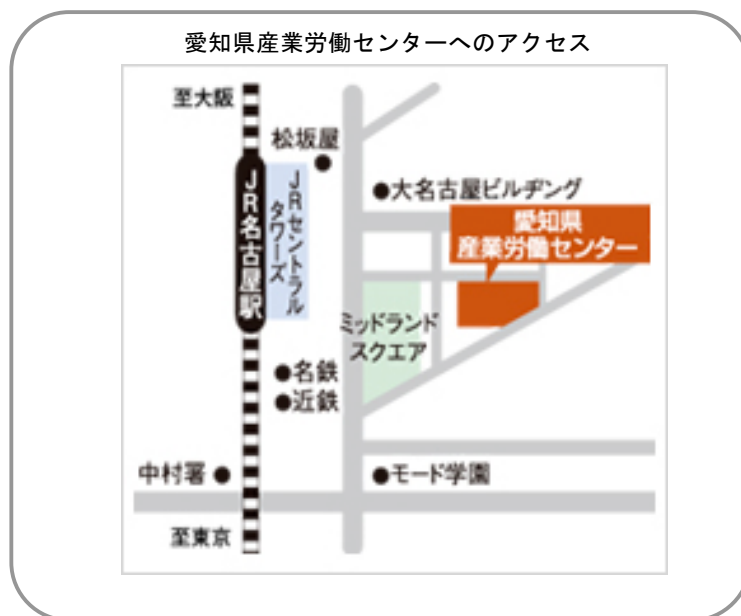 愛知県産業労働センターへのアクセス
至大阪
松坂屋
JR名古屋駅
JRセントラル
タワーズ
大名古屋ビルヂング
愛知県
産業労働センター
ミッドランド
スクエア
名鉄
近鉄
中村署
モード学園
至東京